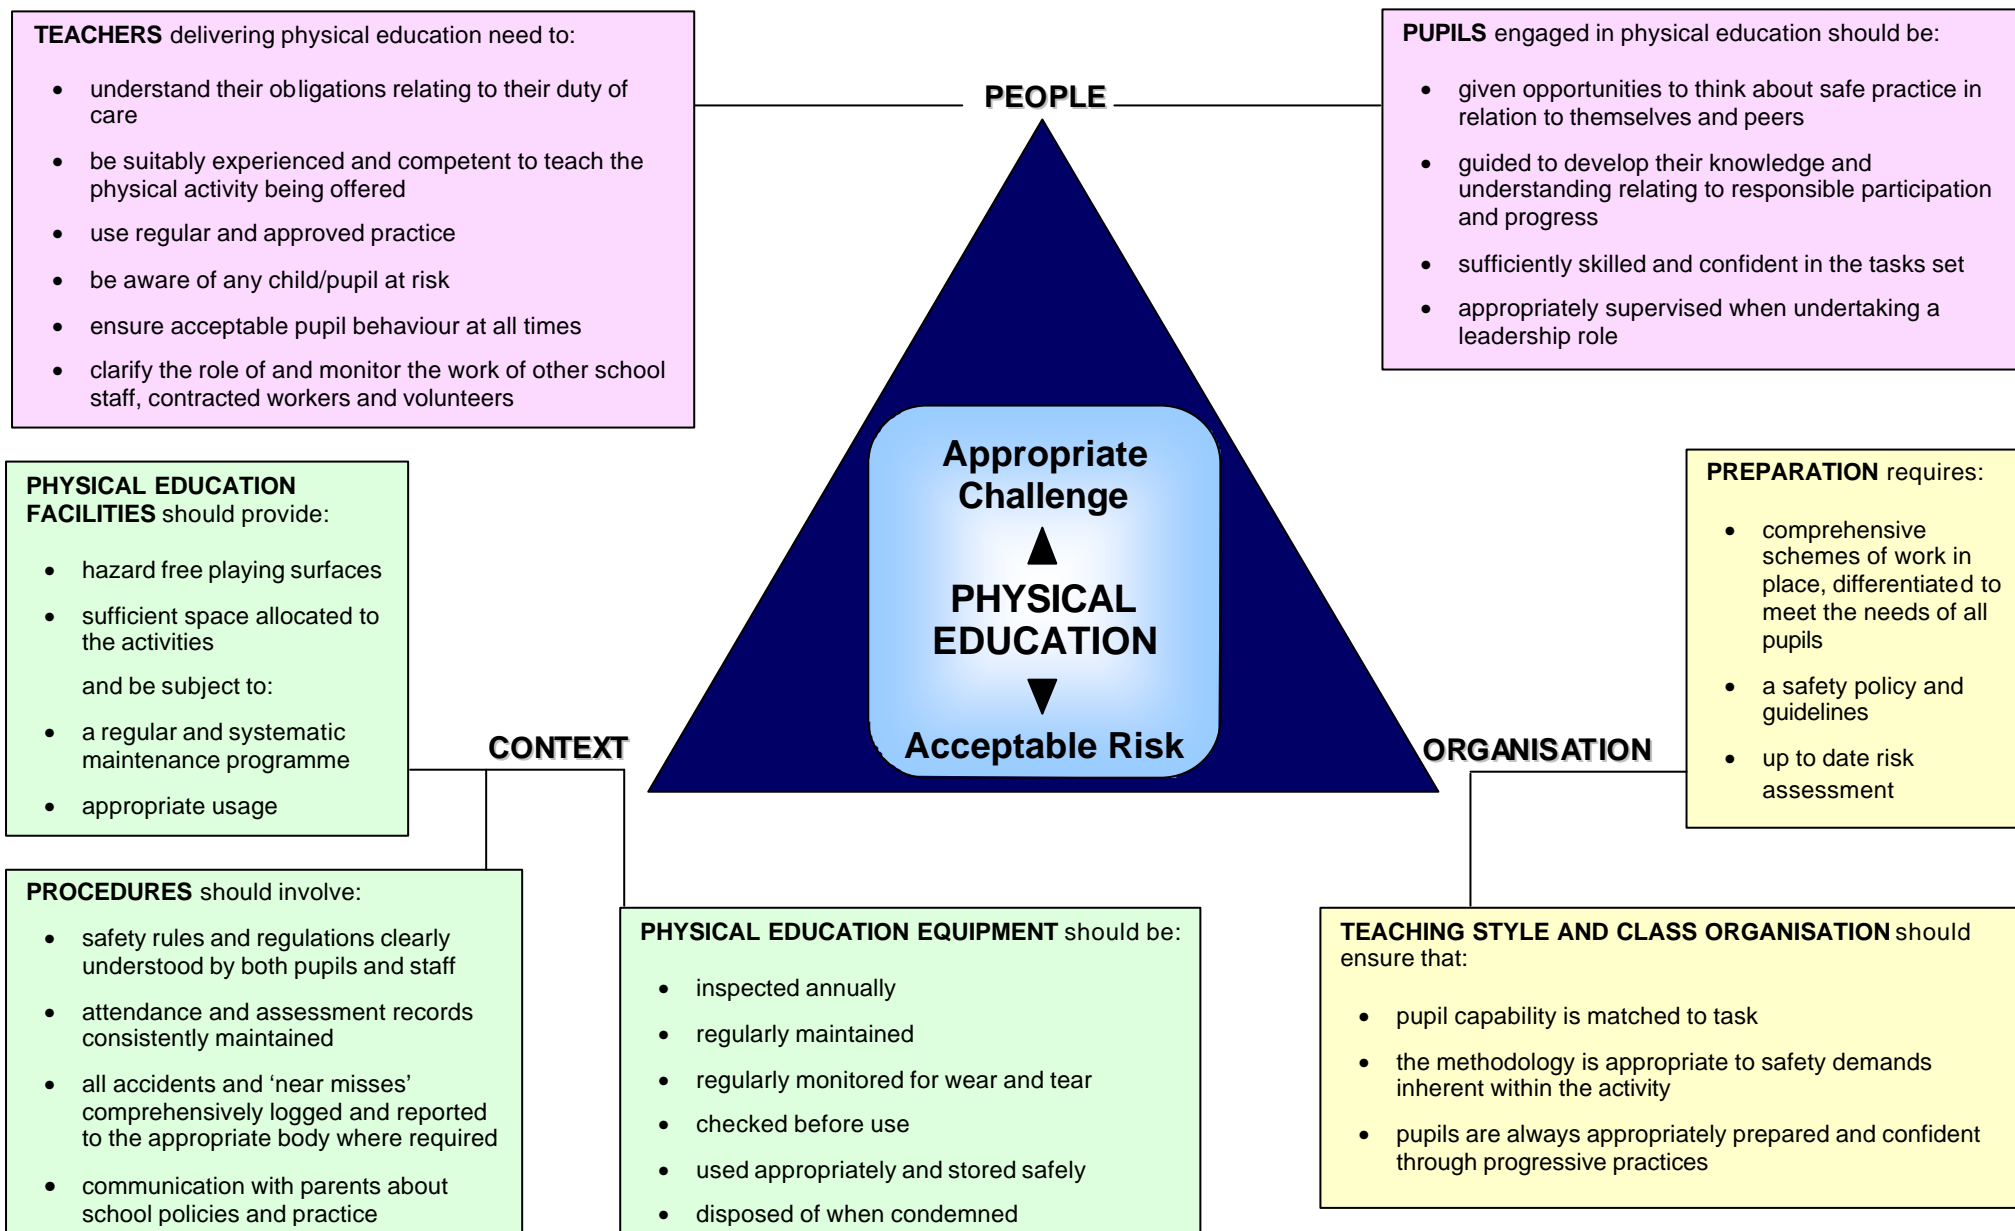 TEACHERS delivering physical education need to:
• understand their obligations relating to their duty of
care
• be suitably experienced and competent to teach the
physical activity being offered
• use regular and approved practice
• be aware of any child/pupil at risk
• ensure acceptable pupil behaviour at all times
• clarify the role of and monitor the work of other school
staff, contracted workers and volunteers
PEOPLE
PUPILS engaged in physical education should be:
• given opportunities to think about safe practice in
relation to themselves and peers
• guided to develop their knowledge and
understanding relating to responsible participation
and progress
• sufficiently skilled and confident in the tasks set
• appropriately supervised when undertaking a
leadership role
Appropriate
Challenge
PHYSICAL
EDUCATION
Acceptable Risk
PHYSICAL EDUCATION
FACILITIES should provide:
• hazard free playing surfaces
• sufficient space allocated to
the activities
and be subject to:
• a regular and systematic
maintenance programme
• appropriate usage
CONTEXT
ORGANISATION
PREPARATION requires:
• comprehensive
schemes of work in
place, differentiated to
meet the needs of all
pupils
• a safety policy and
guidelines
• up to date risk
assessment
PROCEDURES should involve:
• safety rules and regulations clearly
understood by both pupils and staff
• attendance and assessment records
consistently maintained
• all accidents and ‘near misses’
comprehensively logged and reported
to the appropriate body where required
• communication with parents about
school policies and practice
PHYSICAL EDUCATION EQUIPMENT should be:
• inspected annually
• regularly maintained
• regularly monitored for wear and tear
• checked before use
• used appropriately and stored safely
• disposed of when condemned
TEACHING STYLE AND CLASS ORGANISATION should
ensure that:
• pupil capability is matched to task
• the methodology is appropriate to safety demands
inherent within the activity
• pupils are always appropriately prepared and confident
through progressive practices